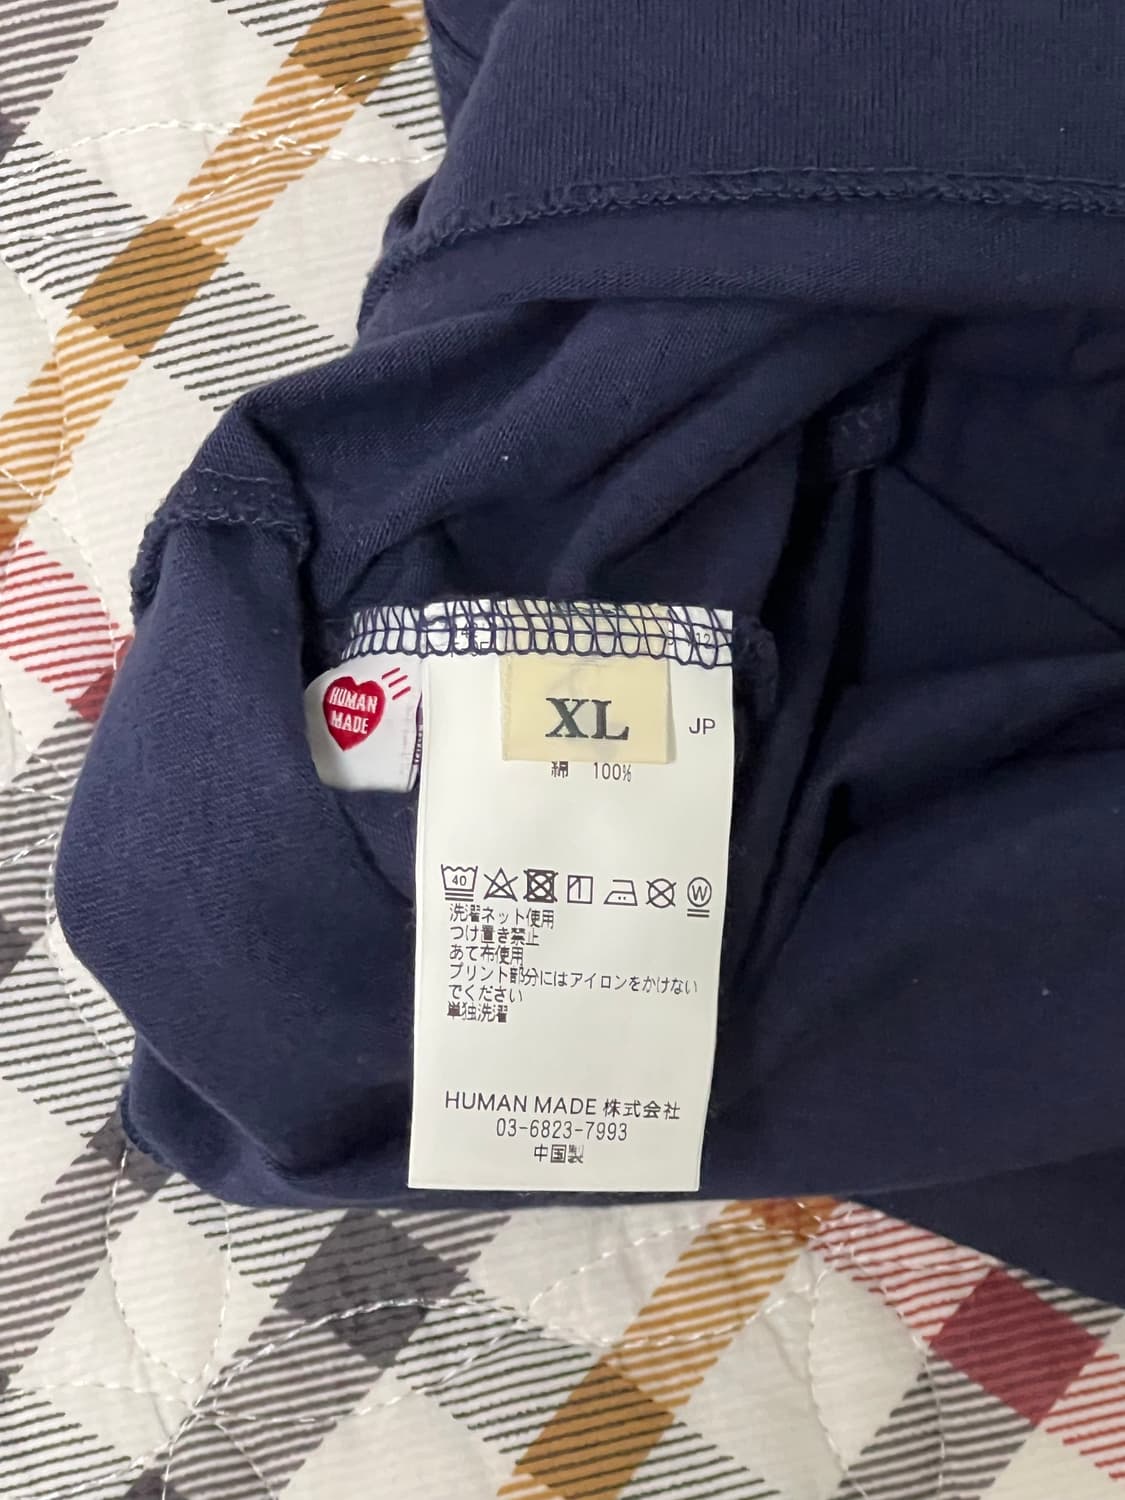 HUMAN
MADE
XL
JP
綿 100%
40
W
洗濯ネット使用
つけ置き禁止
あて布使用
プリント部分にはアイロンをかけない
でください
単独洗濯
HUMAN MADE 株式会社
03-6823-7993
中国製